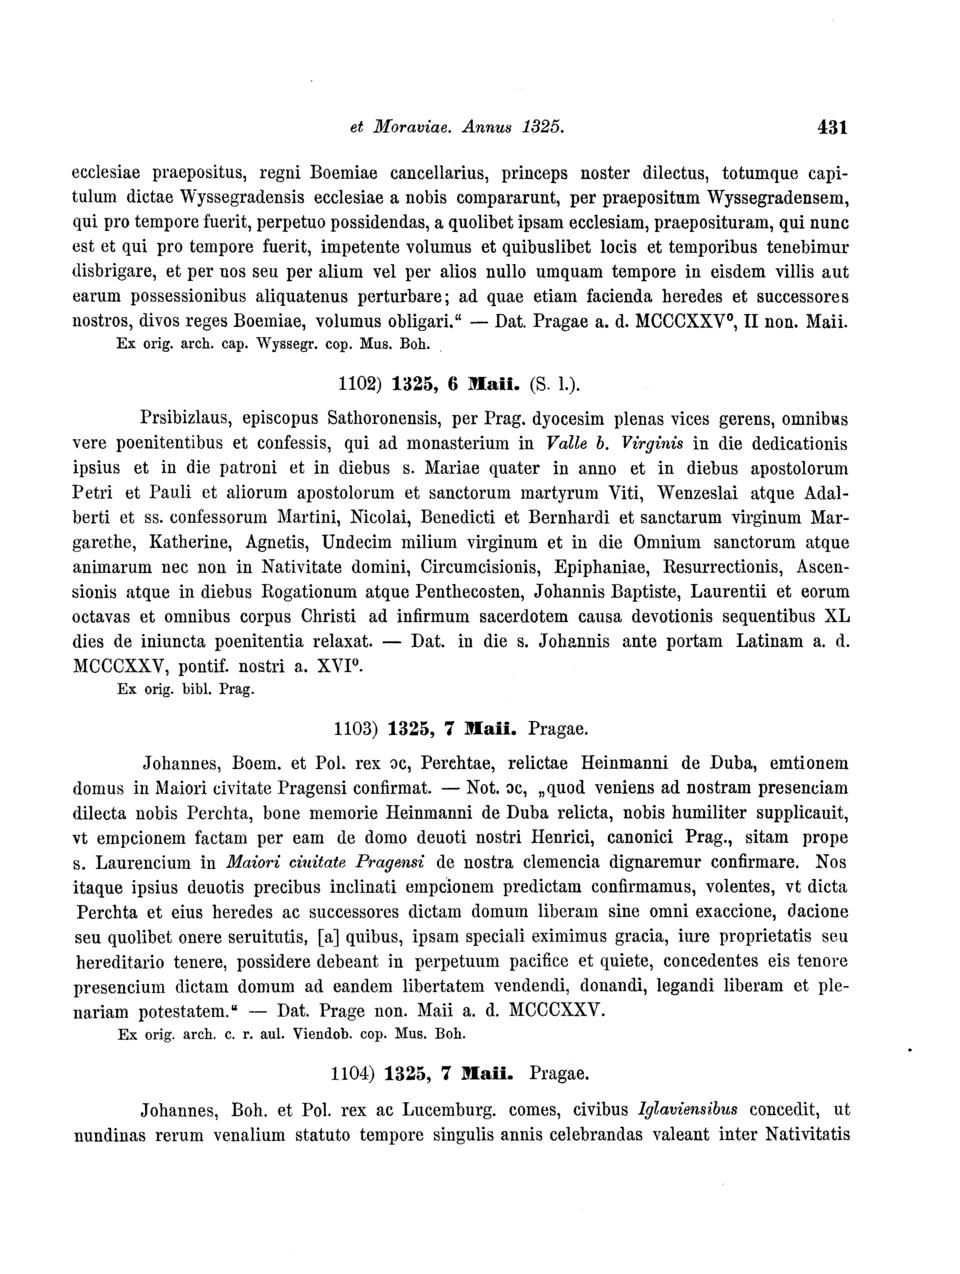 et Moraviae. Annus 1325. 431
ecclesiae praepositus, regni Boemiae cancellarius, princeps noster dilectus, totumque capi-
tulum dictae Wyssegradensis ecclesiae a nobis compararunt, per praepositum Wyssegradensem,
qui pro tempore fuerit, perpetuo possidendas, a quolibet ipsam ecclesiam, praeposituram, qui nunc
est et qui pro tempore fuerit, impetente volumus et quibuslibet locis et temporibus tenebimur
disbrigare, et per nos seu per alium vel per alios nullo umquam tempore in eisdem villis aut
earum possessionibus aliquatenus perturbare; ad quae etiam facienda heredes et successores
nostros, divos reges Boemiae, volumus obligari.“ — Dat. Pragae a. d. MCCCXXV⁰, II non. Maii.
Ex orig. arch. cap. Wyssegr. cop. Mus. Boh.
1102) 1325, 6 Maii. (S. l.).
Prsibizlaus, episcopus Sathoronensis, per Prag. dyocesim plenas vices gerens, omnibus
vere poenitentibus et confessis, qui ad monasterium in Valle b. Virginis in die dedicationis
ipsius et in die patroni et in diebus s. Mariae quater in anno et in diebus apostolorum
Petri et Pauli et aliorum apostolorum et sanctorum martyrum Viti, Wenzeslai atque Adal-
berti et ss. confessorum Martini, Nicolai, Benedicti et Bernhardi et sanctarum virginum Mar-
garethe, Katherine, Agnetis, Undecim milium virginum et in die Omnium sanctorum atque
animarum nec non in Nativitate domini, Circumcisionis, Epiphaniae, Resurrectionis, Ascen-
sionis atque in diebus Rogationum atque Penthecosten, Johannis Baptiste, Laurentii et eorum
octavas et omnibus corpus Christi ad infirmum sacerdotem causa devotionis sequentibus XL
dies de iniuncta poenitentia relaxat. — Dat. in die s. Johannis ante portam Latinam a. d.
MCCCXXV, pontif. nostri a. XVI⁰.
Ex orig. bibl. Prag.
1103) 1325, 7 Maii. Pragae.
Johannes, Boem. et Pol. rex ɔc, Perchtae, relictae Heinmanni de Duba, emtionem
domus in Maiori civitate Pragensi confirmat. — Not. ɔc, „quod veniens ad nostram presenciam
dilecta nobis Perchta, bone memorie Heinmanni de Duba relicta, nobis humiliter supplicauit,
vt empcionem factam per eam de domo deuoti nostri Henrici, canonici Prag., sitam prope
s. Laurencium in Maiori ciuitate Pragensi de nostra clemencia dignaremur confirmare. Nos
itaque ipsius deuotis precibus inclinati empcionem predictam confirmamus, volentes, vt dicta
Perchta et eius heredes ac successores dictam domum liberam sine omni exaccione, dacione
seu quolibet onere seruitutis, [a] quibus, ipsam speciali eximimus gracia, iure proprietatis seu
hereditario tenere, possidere debeant in perpetuum pacifice et quiete, concedentes eis tenore
presencium dictam domum ad eandem libertatem vendendi, donandi, legandi liberam et ple-
nariam potestatem.“ — Dat. Prage non. Maii a. d. MCCCXXV.
Ex orig. arch. c. r. aul. Viendob. cop. Mus. Boh.
1104) 1325, 7 Maii. Pragae.
Johannes, Boh. et Pol. rex ac Lucemburg. comes, civibus Iglaviensibus concedit, ut
nundinas rerum venalium statuto tempore singulis annis celebrandas valeant inter Nativitatis